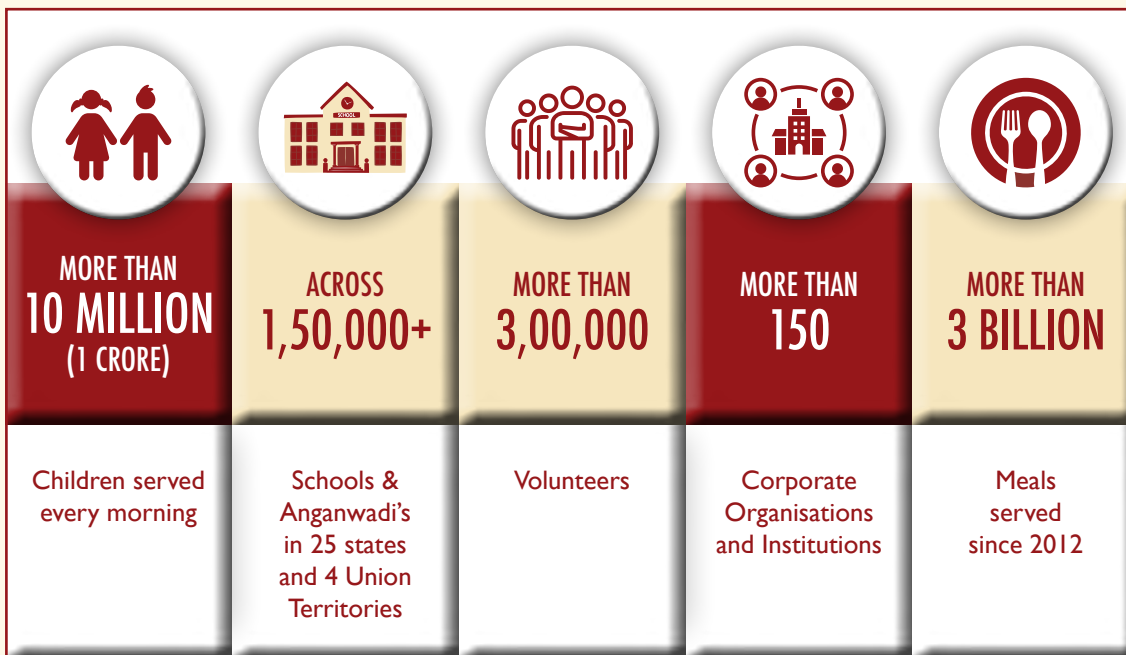 SCHOOL
MORE THAN
10 MILLION
(1 CRORE)
Children served
every morning
ACROSS
1,50,000+
Schools &
Anganwadi's
in 25 states
and 4 Union
Territories
MORE THAN
3,00,000
Volunteers
MORE THAN
150
Corporate
Organisations
and Institutions
MORE THAN
3 BILLION
Meals
served
since 2012